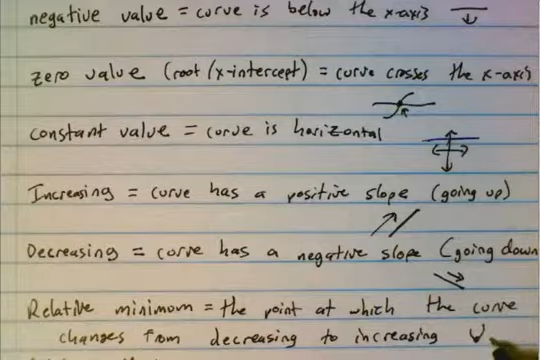 negative value = curve is below the x-axis
zero value (root/x-intercept) = curve crosses the x-axis
constant value = curve is horizontal
Increasing = curve has a positive slope (going up)
Decreasing = curve has a negative slope (going down
Relative minimum = the point at which the curve
changes from decreasing to increasing